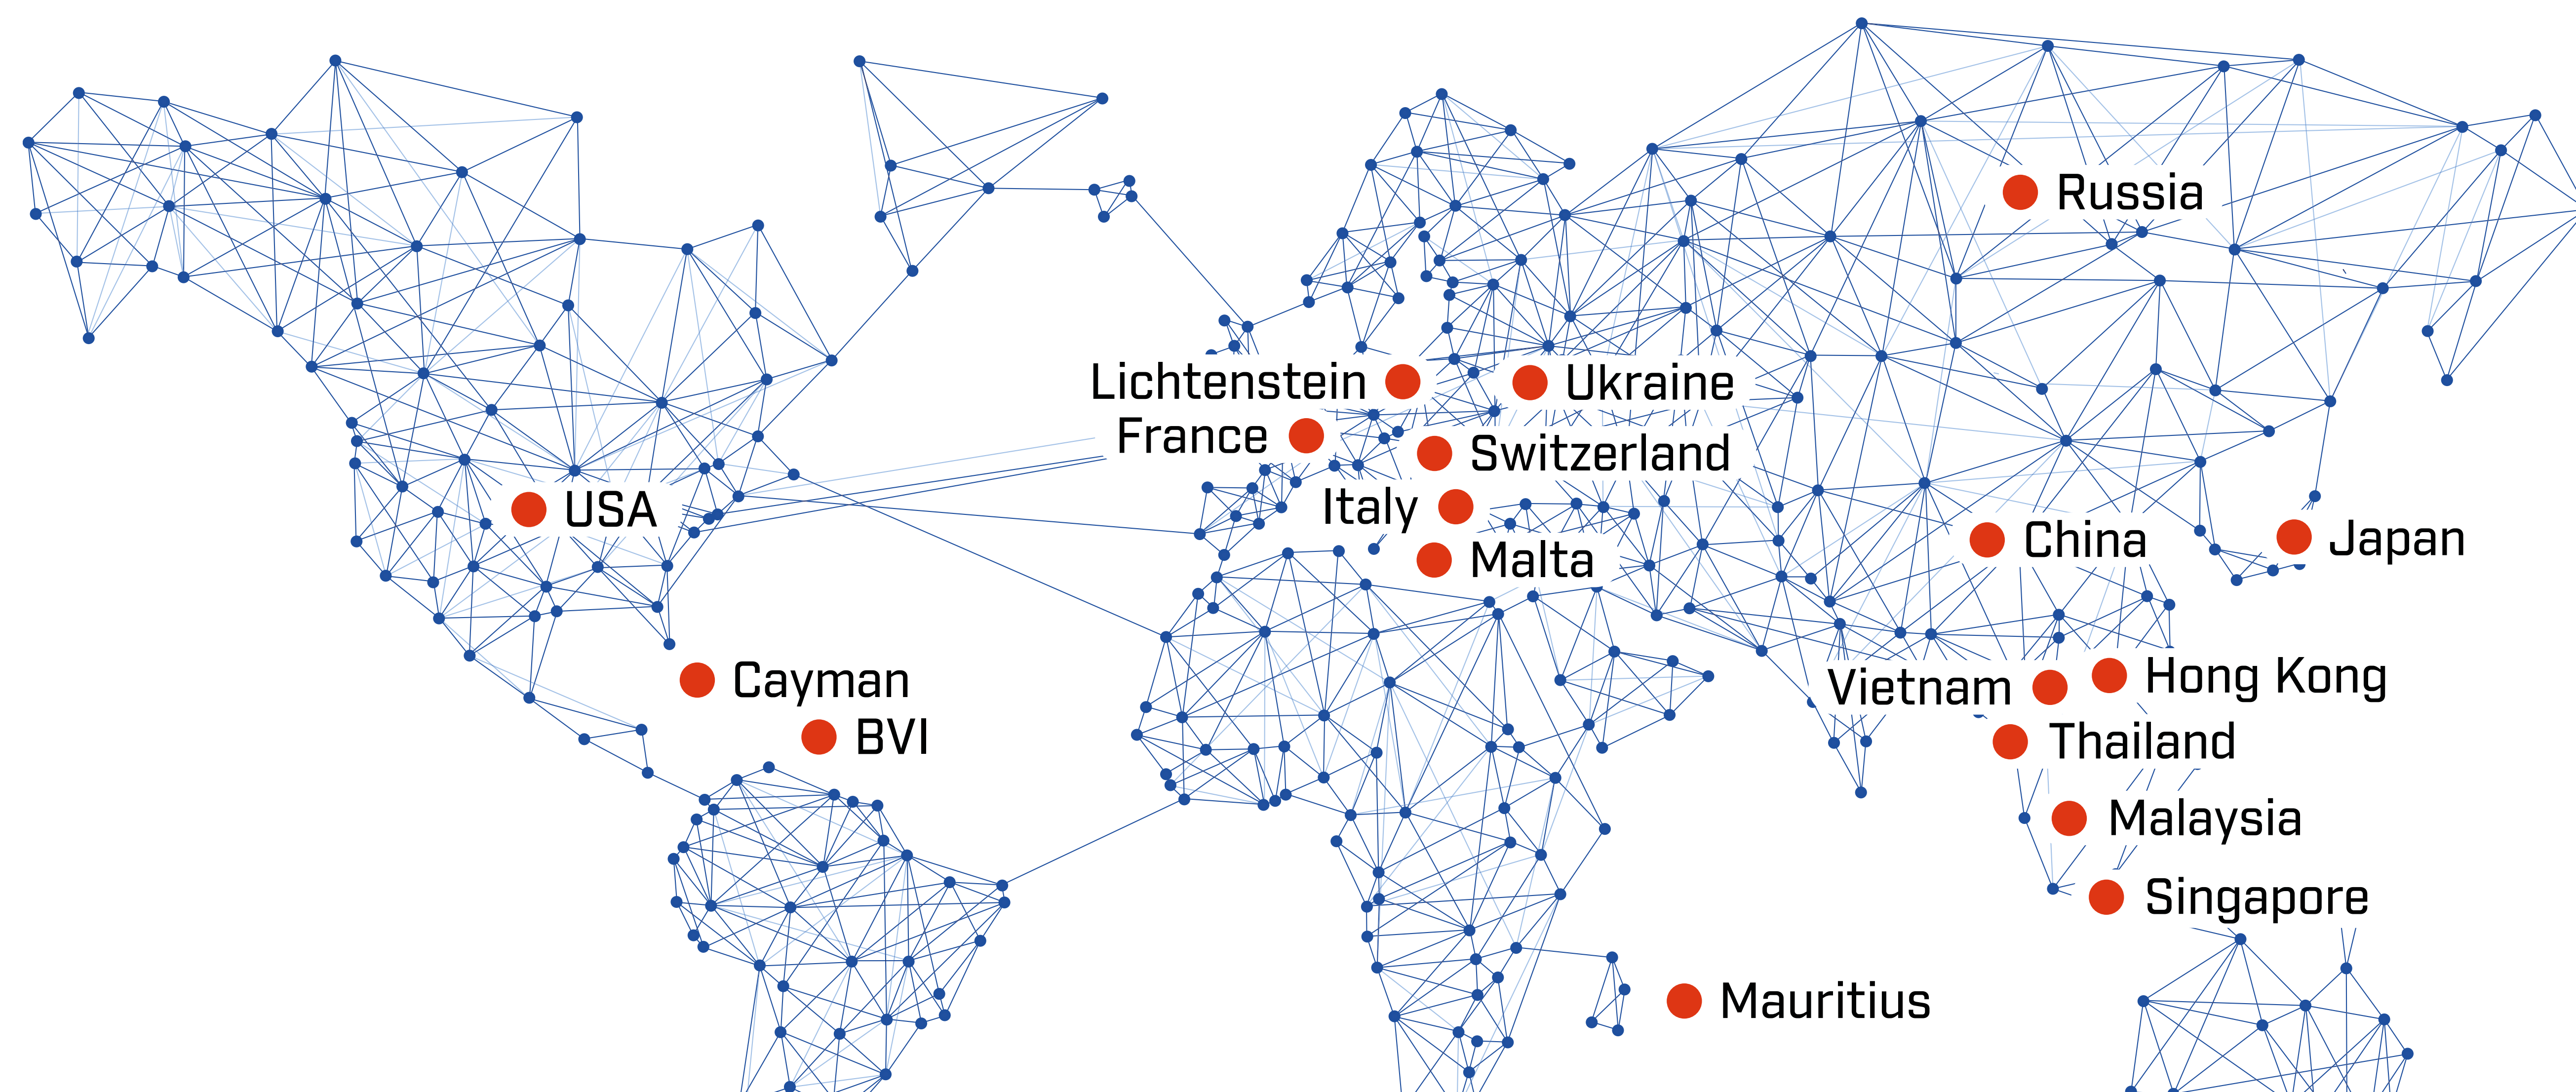 Russia
Lichtenstein
Ukraine
France
Switzerland
USA
Italy
China
Japan
Malta
Cayman
Vietnam
Hong Kong
BVI
Thailand
Malaysia
Singapore
Mauritius